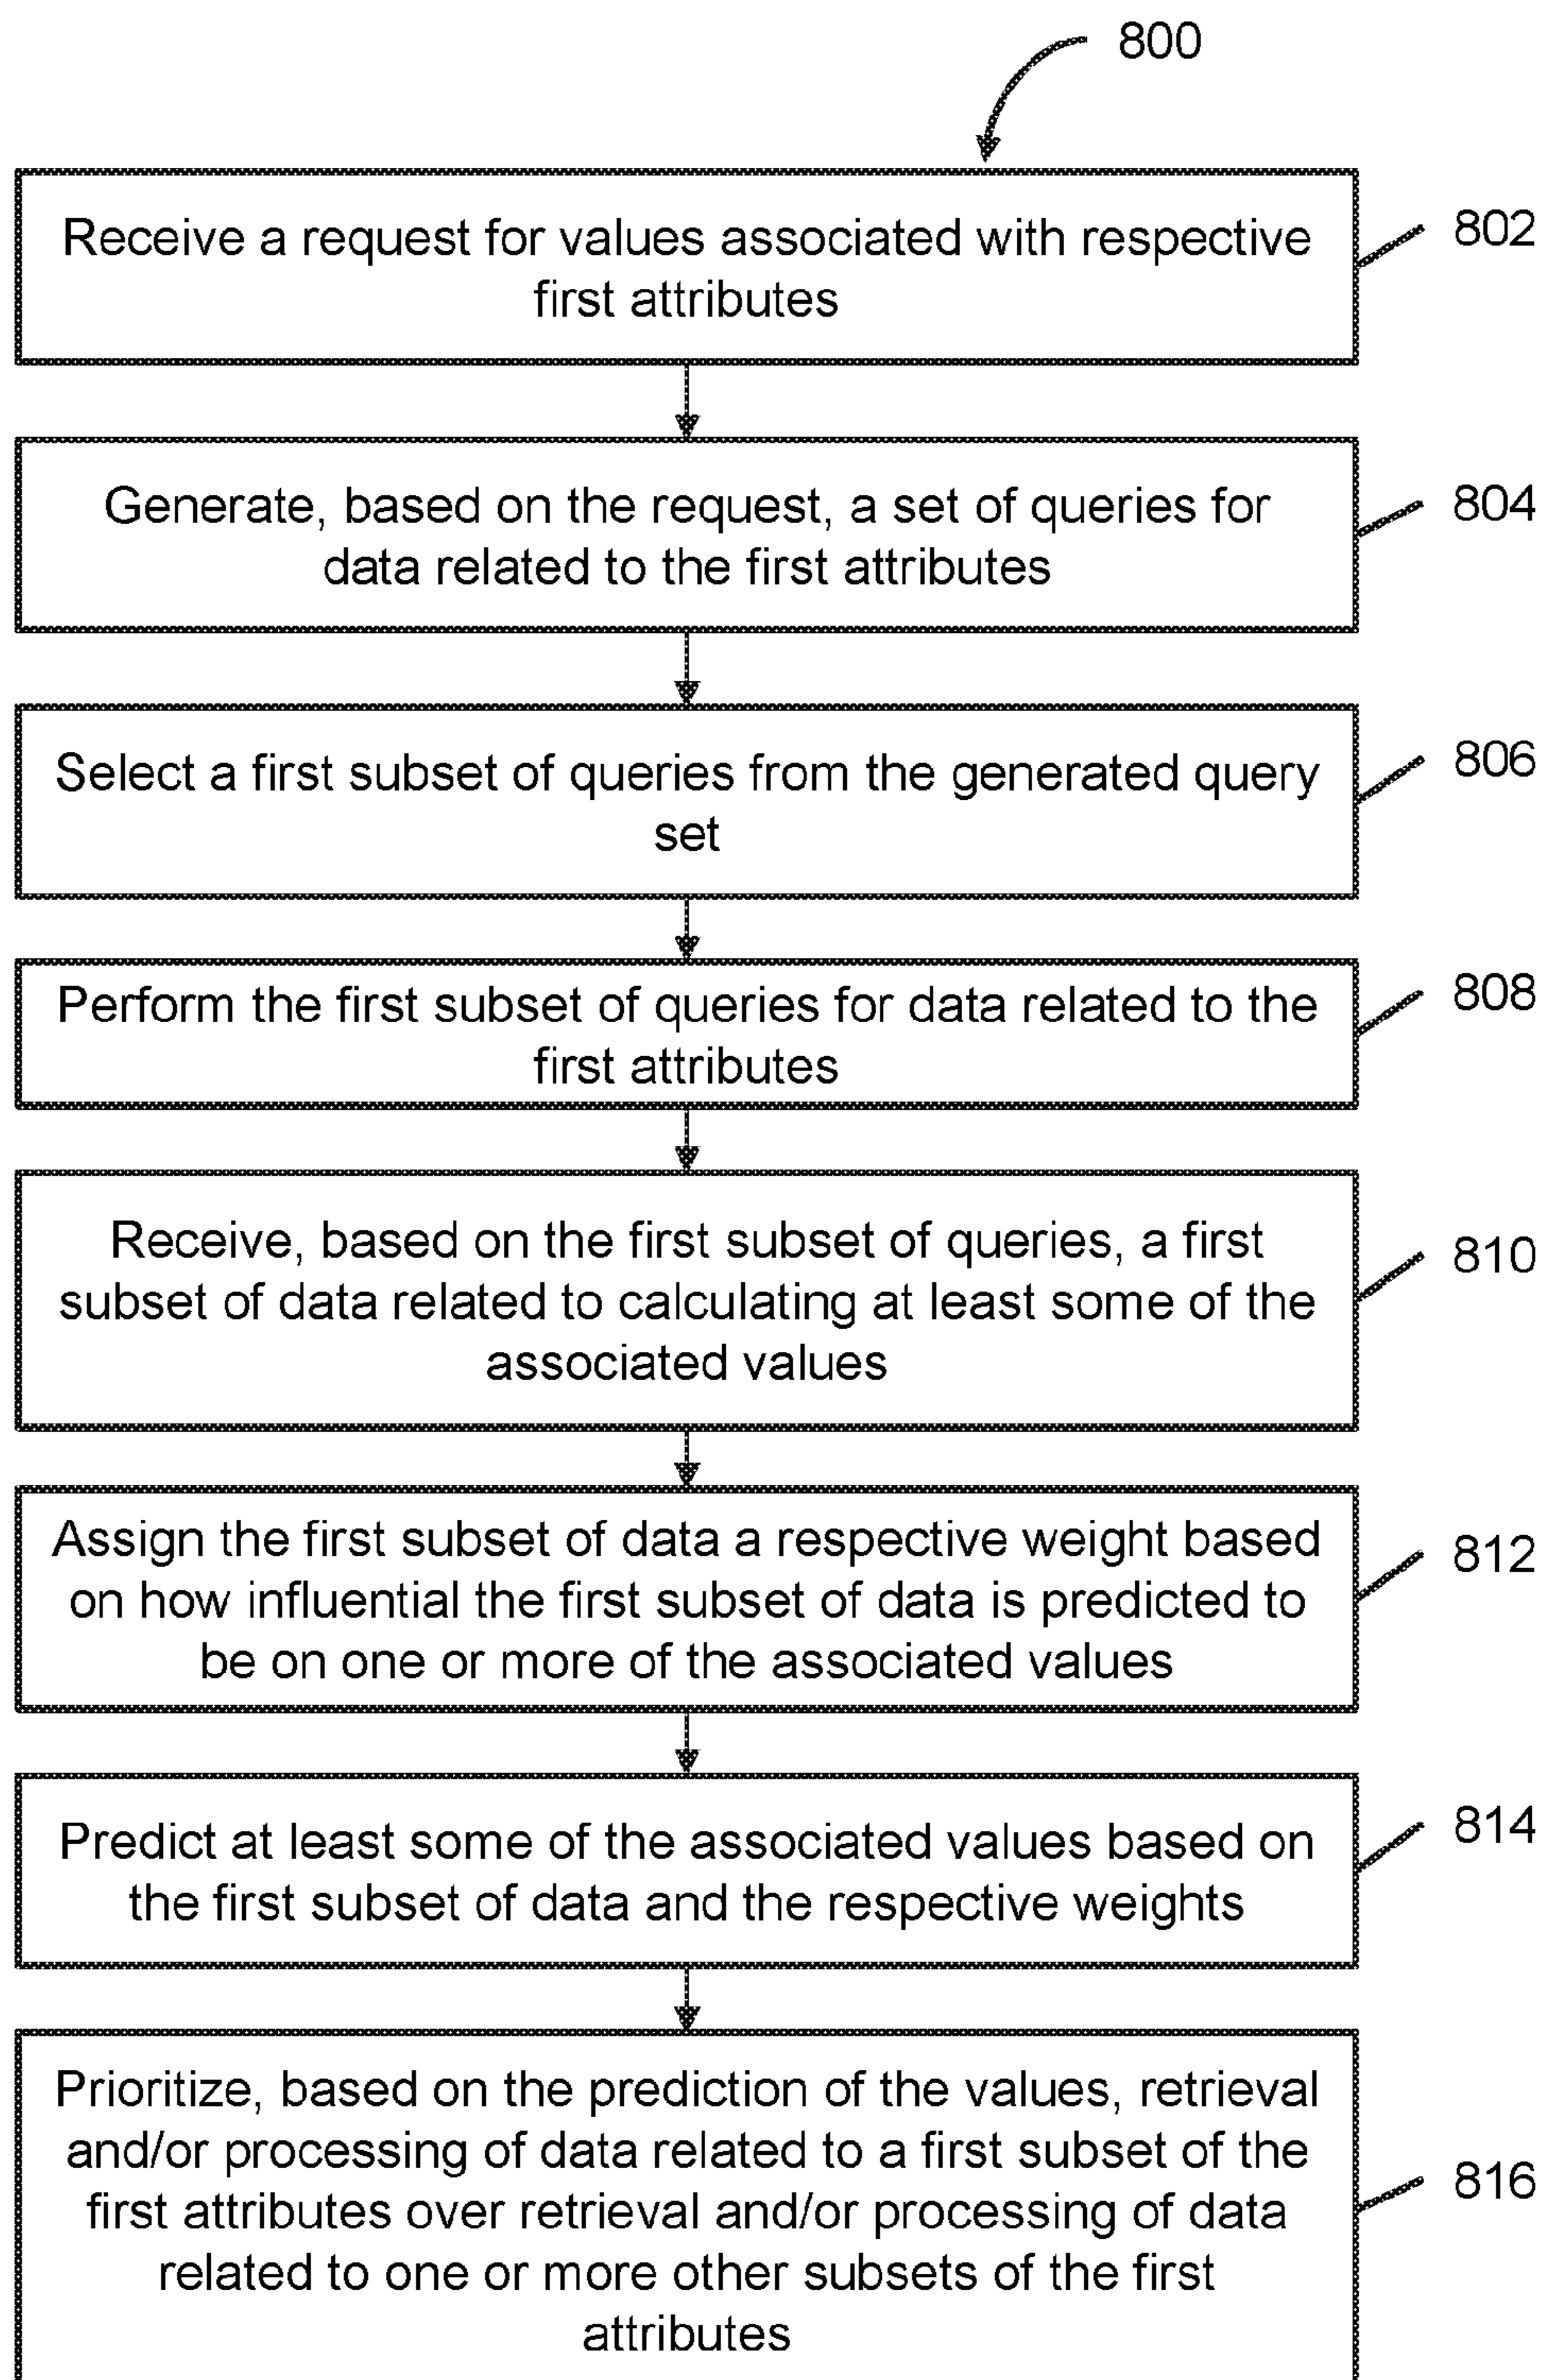 800
Receive a request for values associated with respective
first attributes
802
Generate, based on the request, a set of queries for
data related to the first attributes
804
Select a first subset of queries from the generated query
set
806
Perform the first subset of queries for data related to the
first attributes
808
Receive, based on the first subset of queries, a first
subset of data related to calculating at least some of the
associated values
810
Assign the first subset of data a respective weight based
on how influential the first subset of data is predicted to
be on one or more of the associated values
812
Predict at least some of the associated values based on
the first subset of data and the respective weights
814
Prioritize, based on the prediction of the values, retrieval
and/or processing of data related to a first subset of the
first attributes over retrieval and/or processing of data
related to one or more other subsets of the first
attributes
816